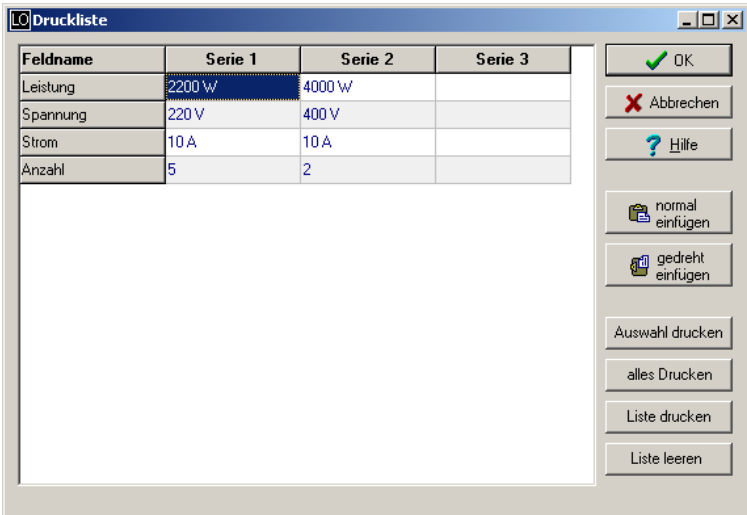 LO Druckliste
Feldname Serie 1 Serie 2 Serie 3
Leistung 2200 W 4000 W
Spannung 220 V 400 V
Strom 10 A 10 A
Anzahl 5 2
OK
Abbrechen
Hilfe
normal
einfügen
gedreht
einfügen
Auswahl drucken
alles Drucken
Liste drucken
Liste leeren